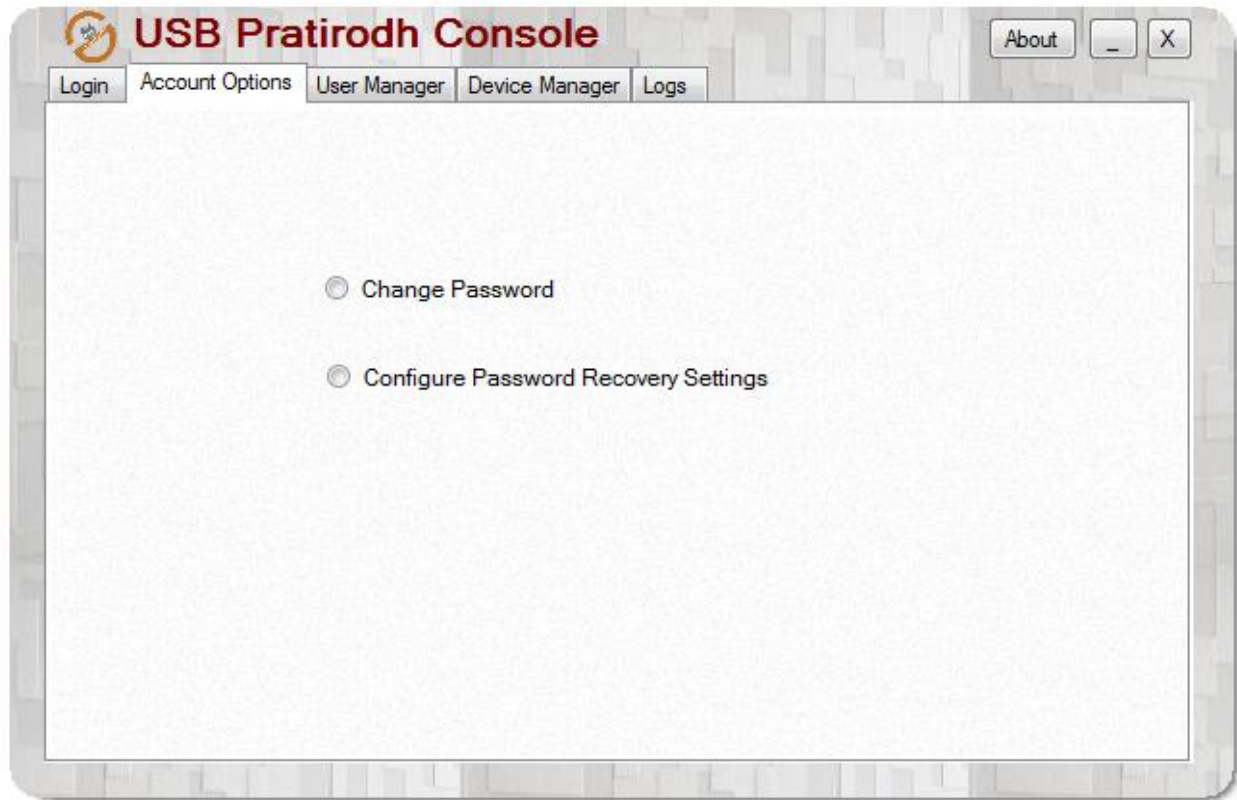 USB Pratirodh Console
About _ X
Login Account Options User Manager Device Manager Logs
Change Password
Configure Password Recovery Settings